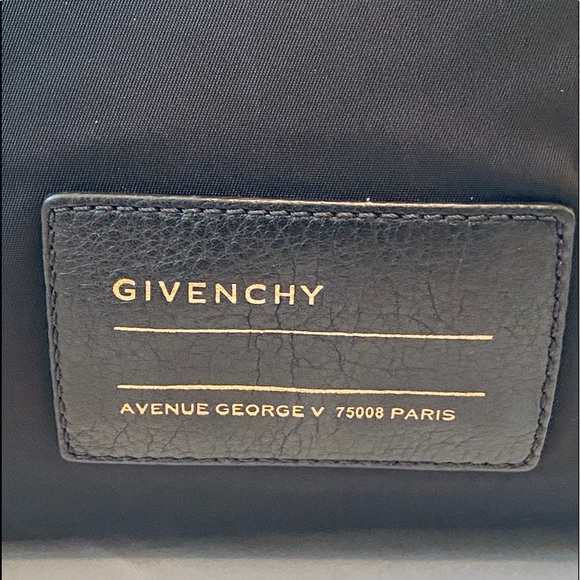 GIVENCHY
AVENUE GEORGE V 75008 PARIS